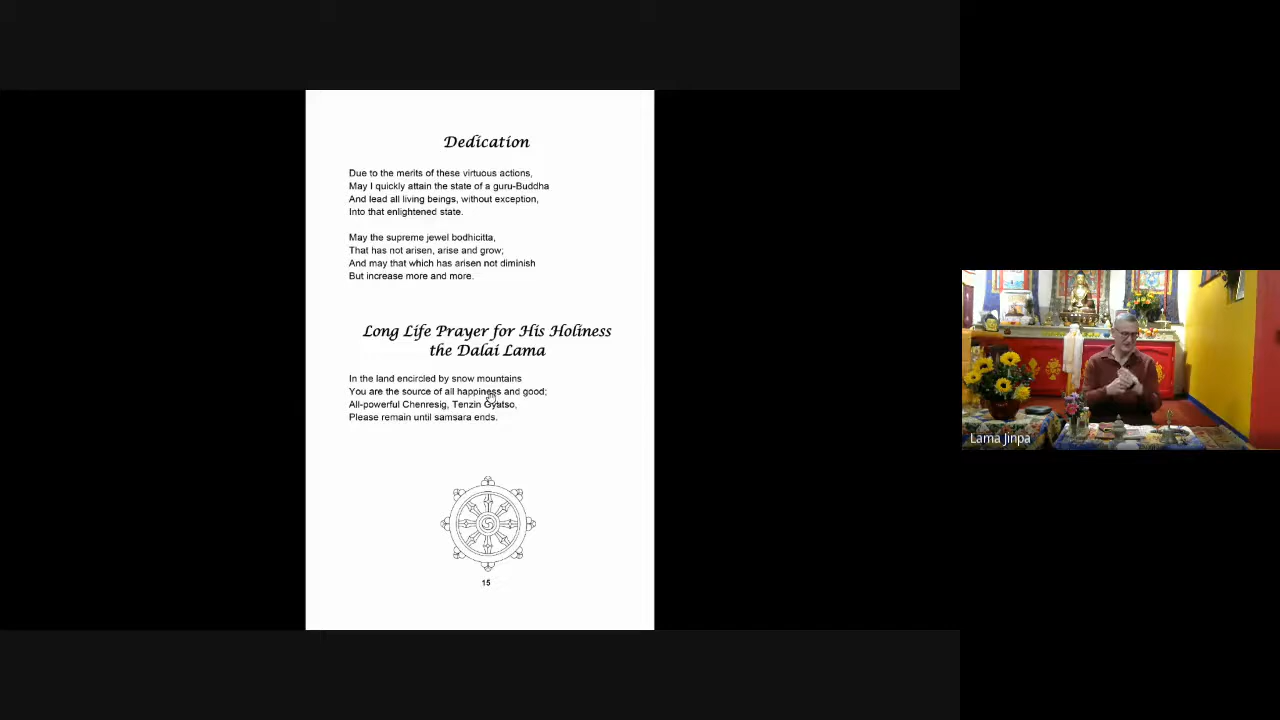 Dedication
Due to the merits of these virtuous actions,
May I quickly attain the state of a guru-Buddha
And lead all living beings, without exception,
Into that enlightened state.
May the supreme jewel bodhicitta,
That has not arisen, arise and grow;
And may that which has arisen not diminish
But increase more and more.
Long Life Prayer for His Holiness
the Dalai Lama
In the land encircled by snow mountains
You are the source of all happiness and good;
All-powerful Chenresig, Tenzin Gyatso,
Please remain until samsara ends.
15
Lama Jinpa